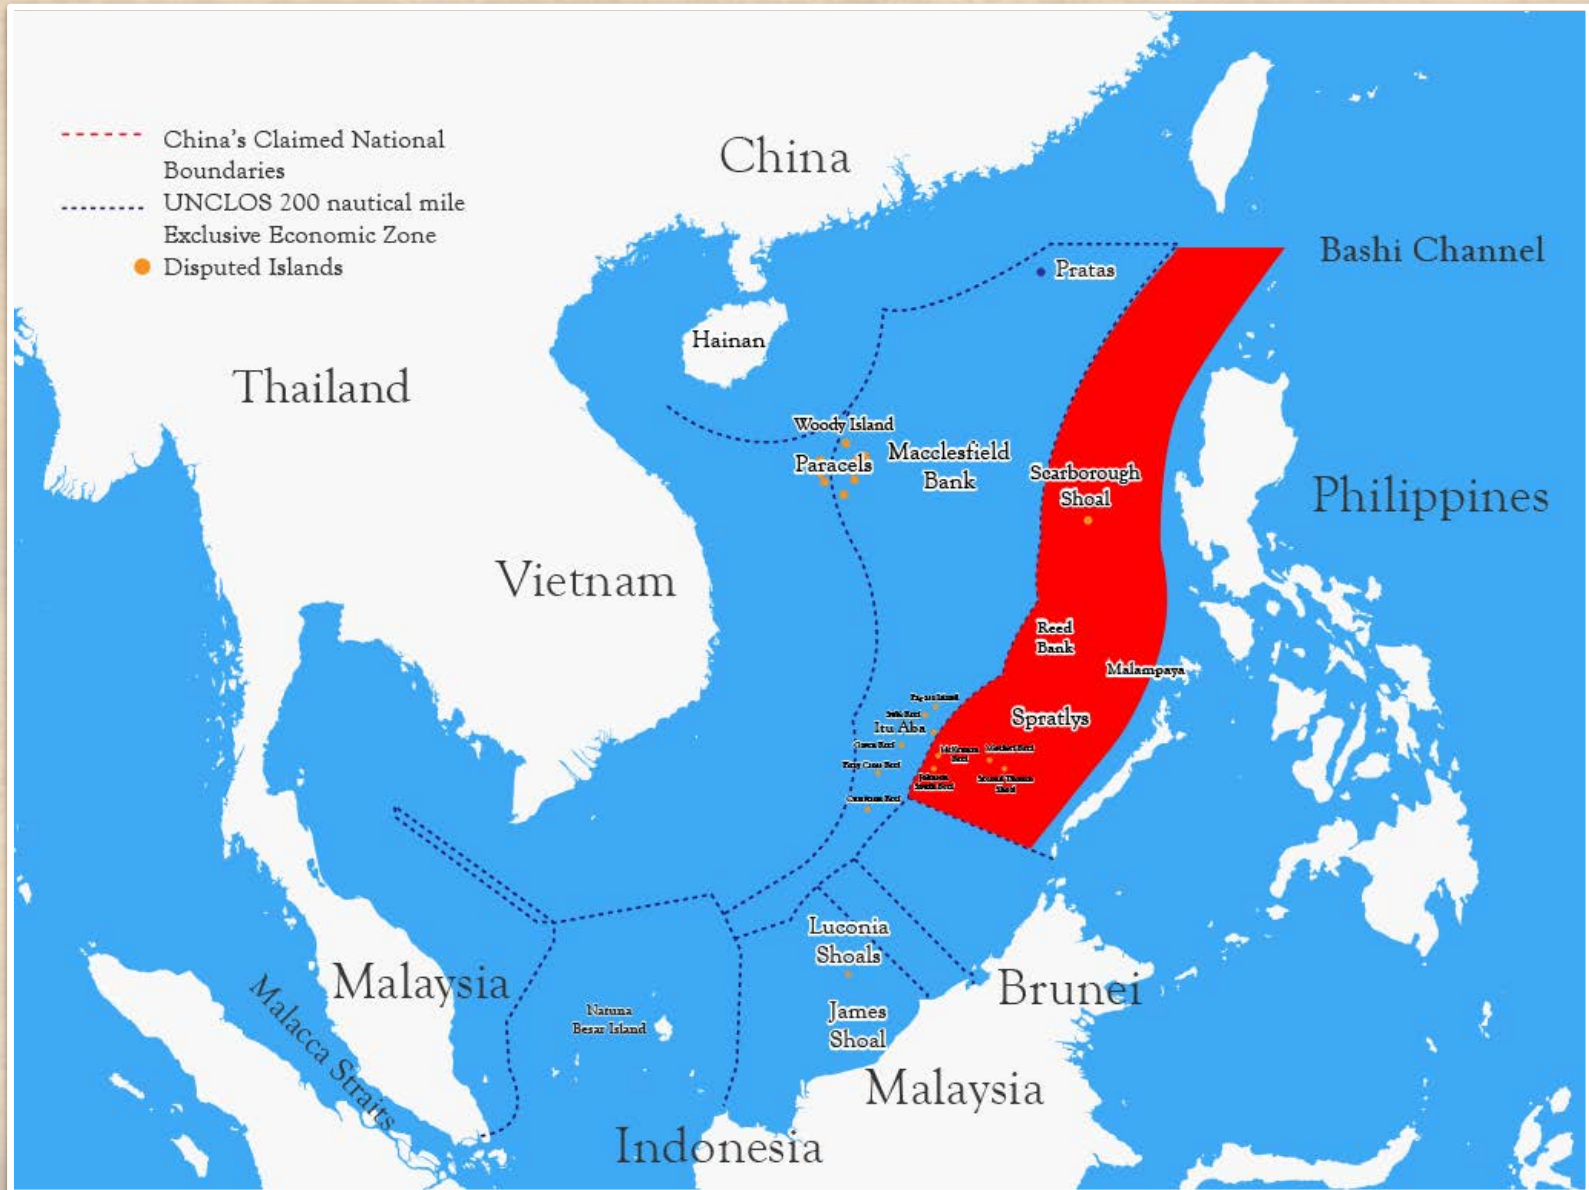 China's Claimed National
Boundaries
UNCLOS 200 nautical mile
Exclusive Economic Zone
Disputed Islands
China
Bashi Channel
Pratas
Hainan
Thailand
Woody Island
Paracels
Macclesfield
Bank
Scarborough
Shoal
Philippines
Vietnam
Reed
Bank
Malampaya
Spratlys
Itu Aba
Luconia
Shoals
Malaysia
Brunei
Malacca Straits
Natuna
Besar Island
James
Shoal
Malaysia
Indonesia